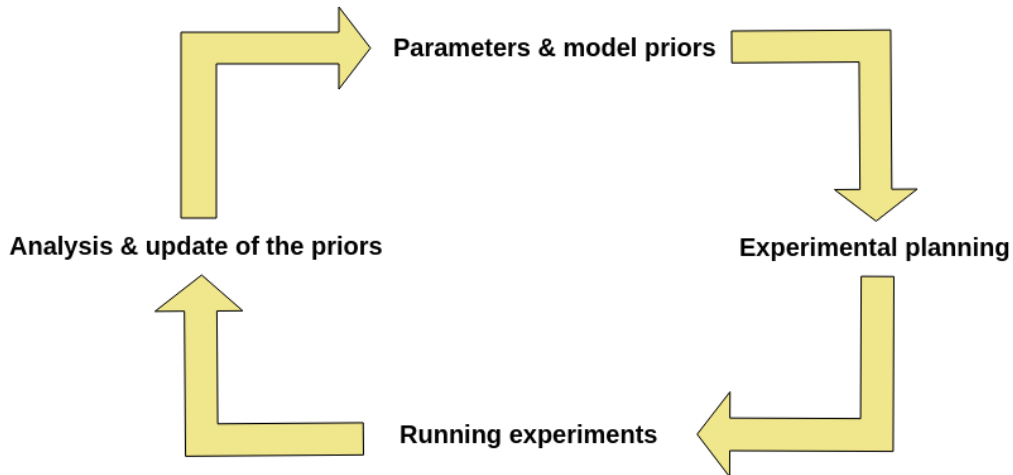 Parameters & model priors
Analysis & update of the priors
Experimental planning
Running experiments